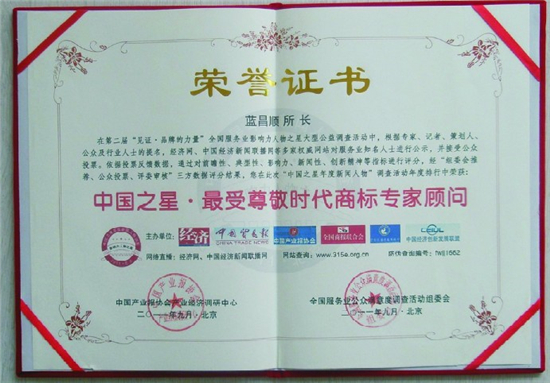 荣誉证书
蓝昌顺所长
在第二届“见证·品牌的力量”全国服务业影响力人物之星大型公益调查活动中，根据专家、记者、策划人、
公众及行业人士的提名，经济网、中国经济新闻联播网等多家权威网站对服务业知名人士进行公示，并接受公众
投票。依据投票反馈数据，通过对前瞻性、典型性、影响力、新闻性、创新精神等指标进行评分，经“组委会推
荐、公众投票、评委审核”三方数据评分结果，您在此次“中国之星年度新闻人物”调查活动年度排行中荣获：
中国之星·最受尊敬时代商标专家顾问
主办单位：
经济
中国贸易报
CHINA TRADE NEWS
中国产业报协会
全国商报联合会
中国经济创新发展联盟
网络直播：经济网、中国经济新闻联播网
网站查询：www.315a.org.cn
中国产业报协会
调研中心
全国服务业公众满意度调查活动组委会
二〇一一年九月·北京
二〇一一年九月·北京